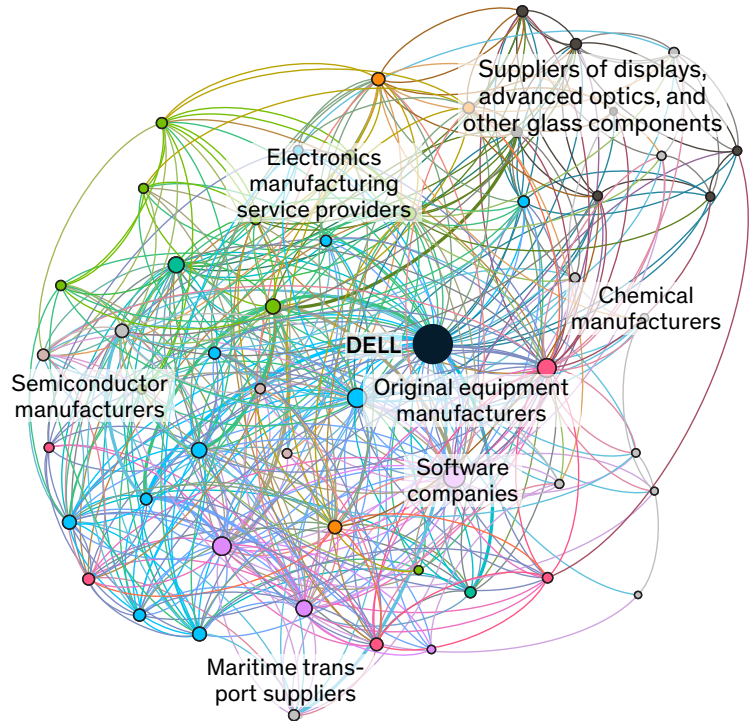 Suppliers of displays,
advanced optics, and
other glass components
Electronics
manufacturing
service providers
Chemical
manufacturers
DELL
Semiconductor
manufacturers
Original equipment
manufacturers
Software
companies
Maritime trans-
port suppliers